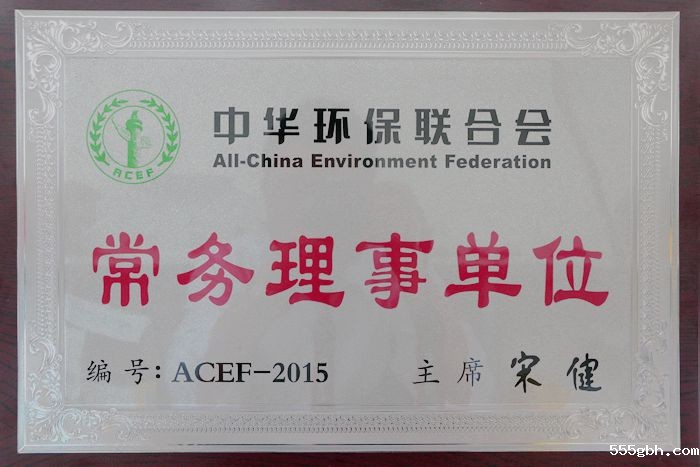 中华环保联合会
All-China Environment Federation
ACEF
常务理事单位
编号：ACEF-2015 主席 宋健
555gbh.com